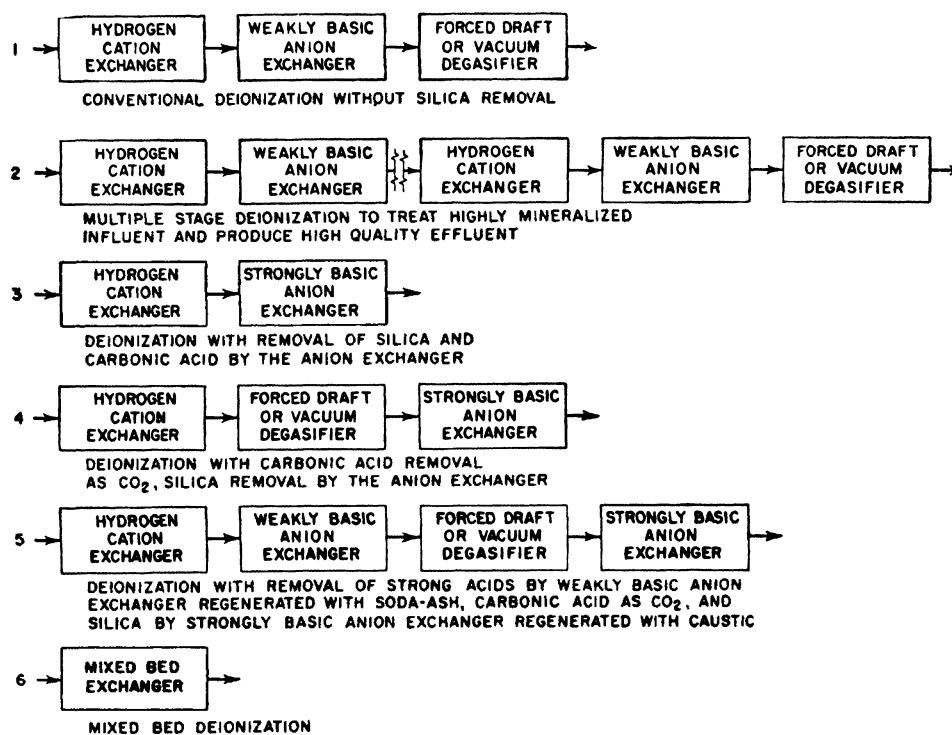 1
HYDROGEN
CATION
EXCHANGER
WEAKLY BASIC
ANION
EXCHANGER
FORCED DRAFT
OR VACUUM
DEGASIFIER
CONVENTIONAL DEIONIZATION WITHOUT SILICA REMOVAL
2
HYDROGEN
CATION
EXCHANGER
WEAKLY BASIC
ANION
EXCHANGER
HYDROGEN
CATION
EXCHANGER
WEAKLY BASIC
ANION
EXCHANGER
FORCED DRAFT
OR VACUUM
DEGASIFIER
MULTIPLE STAGE DEIONIZATION TO TREAT HIGHLY MINERALIZED
INFLUENT AND PRODUCE HIGH QUALITY EFFLUENT
3
HYDROGEN
CATION
EXCHANGER
STRONGLY BASIC
ANION
EXCHANGER
DEIONIZATION WITH REMOVAL OF SILICA AND
CARBONIC ACID BY THE ANION EXCHANGER
4
HYDROGEN
CATION
EXCHANGER
FORCED DRAFT
OR VACUUM
DEGASIFIER
STRONGLY BASIC
ANION
EXCHANGER
DEIONIZATION WITH CARBONIC ACID REMOVAL
AS CO₂, SILICA REMOVAL BY THE ANION EXCHANGER
5
HYDROGEN
CATION
EXCHANGER
WEAKLY BASIC
ANION
EXCHANGER
FORCED DRAFT
OR VACUUM
DEGASIFIER
STRONGLY BASIC
ANION
EXCHANGER
DEIONIZATION WITH REMOVAL OF STRONG ACIDS BY WEAKLY BASIC ANION
EXCHANGER REGENERATED WITH SODA-ASH, CARBONIC ACID AS CO₂, AND
SILICA BY STRONGLY BASIC ANION EXCHANGER REGENERATED WITH CAUSTIC
6
MIXED BED
EXCHANGER
MIXED BED DEIONIZATION